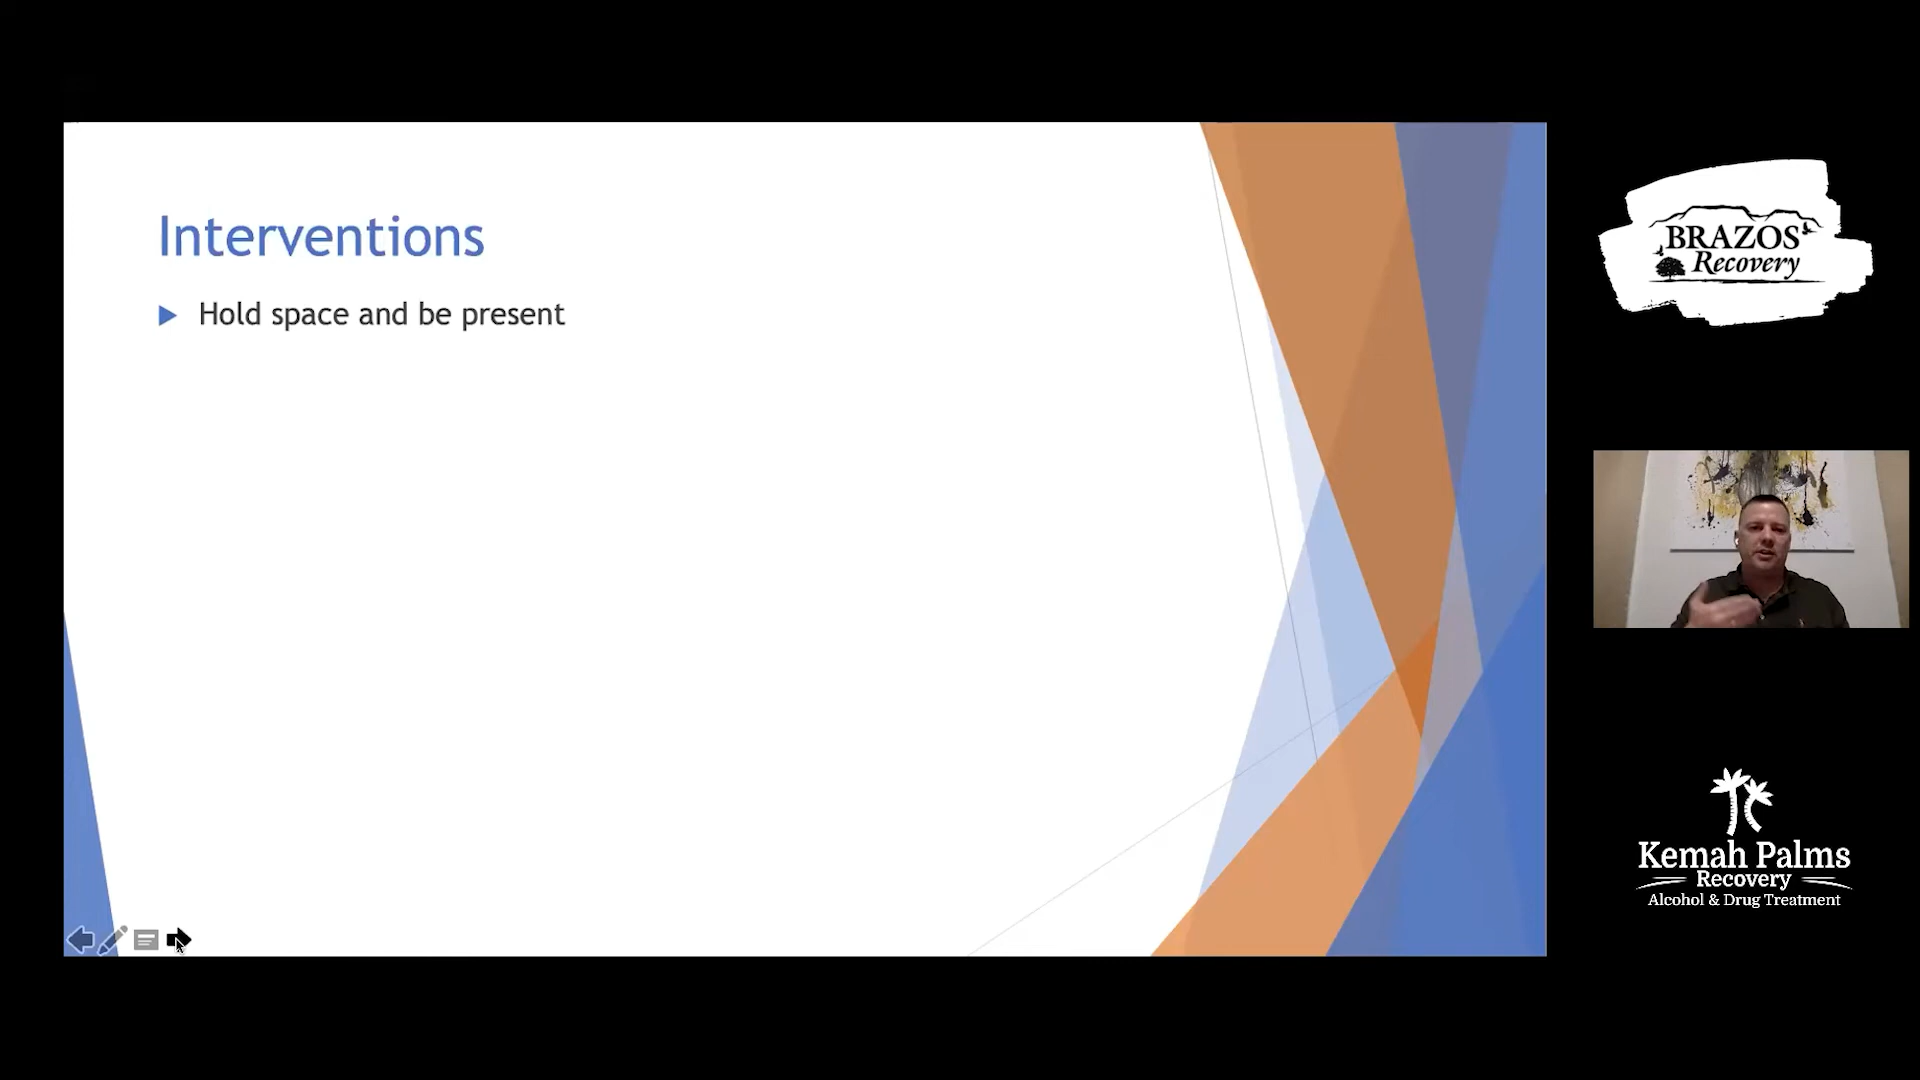 Interventions
Hold space and be present
BRAZOS
Recovery
Kemah Palms
Recovery
Alcohol & Drug Treatment